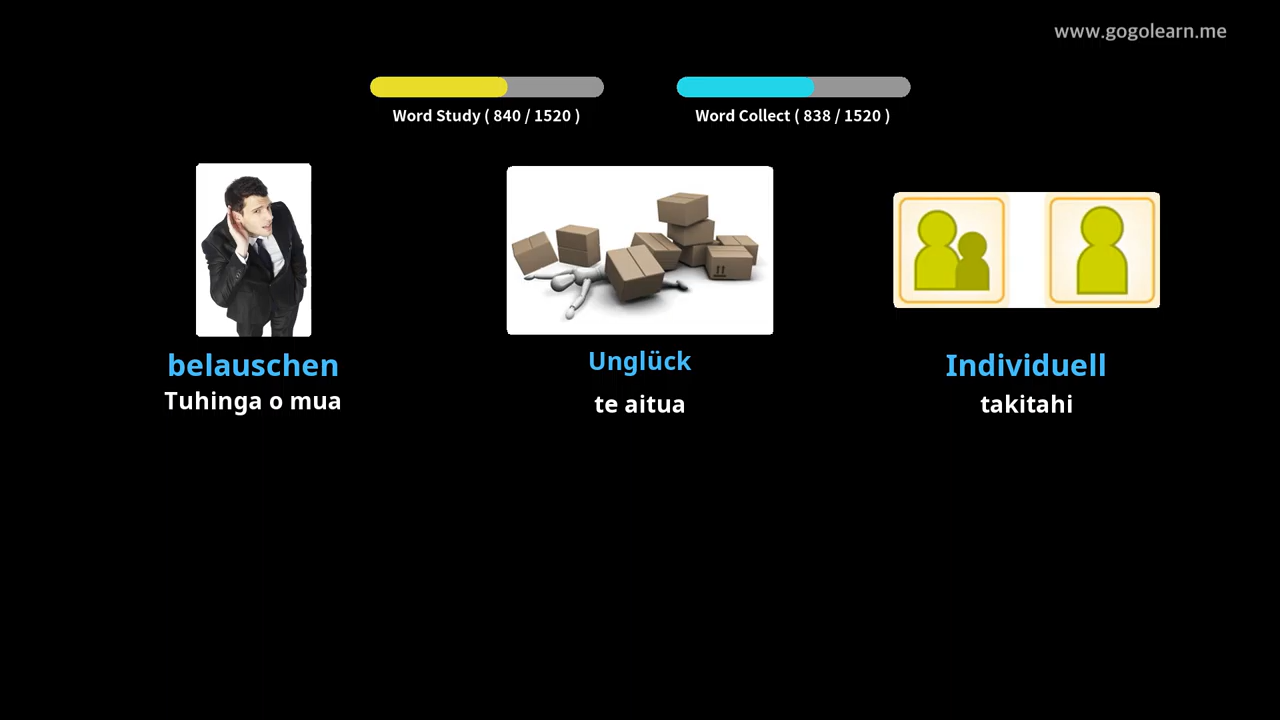 www.gogolearn.me
Word Study ( 840 / 1520 )
Word Collect ( 838 / 1520 )
belauschen
Tuhinga o mua
Unglück
te aitua
Individuell
takitahi